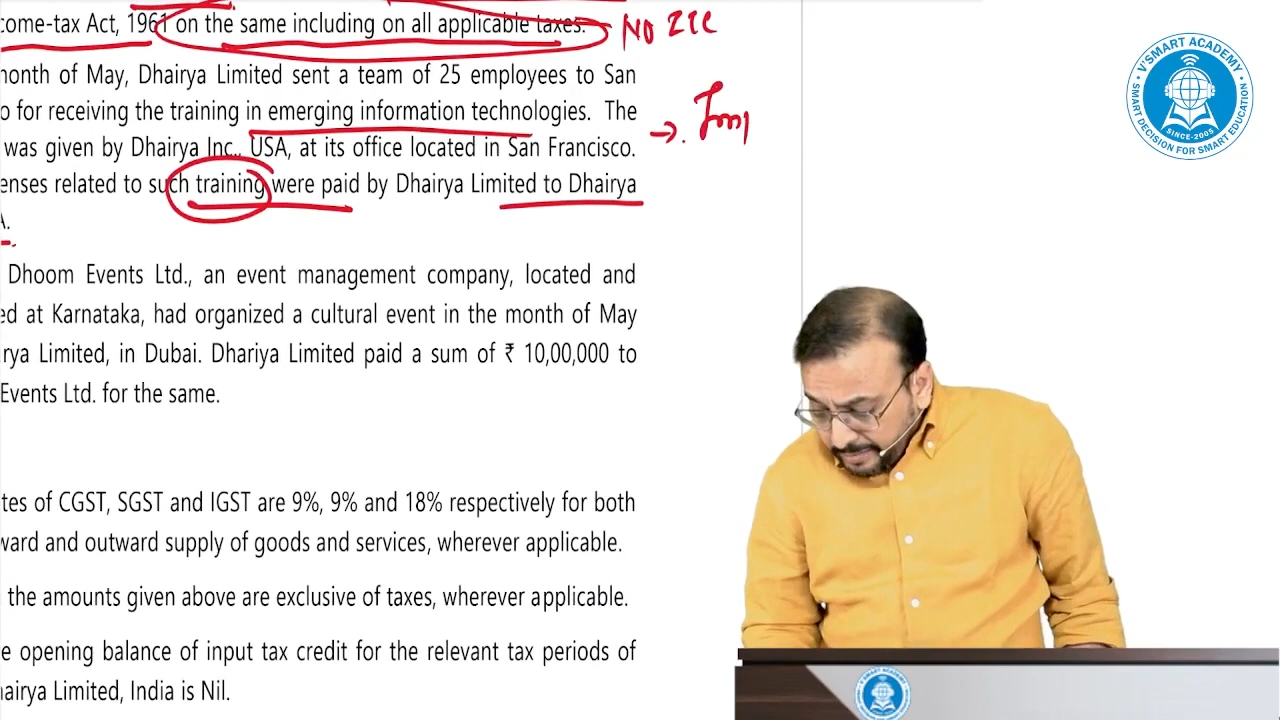 come-tax Act, 1961 on the same including on all applicable taxes.
NO ITC
month of May, Dhairya Limited sent a team of 25 employees to San
o for receiving the training in emerging information technologies. The
was given by Dhairya Inc., USA, at its office located in San Francisco.
enses related to such training were paid by Dhairya Limited to Dhairya
A.
Dhoom Events Ltd., an event management company, located and
ed at Karnataka, had organized a cultural event in the month of May
rya Limited, in Dubai. Dhariya Limited paid a sum of ₹ 10,00,000 to
Events Ltd. for the same.
tes of CGST, SGST and IGST are 9%, 9% and 18% respectively for both
ward and outward supply of goods and services, wherever applicable.
the amounts given above are exclusive of taxes, wherever applicable.
e opening balance of input tax credit for the relevant tax periods of
hairya Limited, India is Nil.
V'SMART ACADEMY
SMART DECISION FOR SMART EDUCATION
SINCE-2005